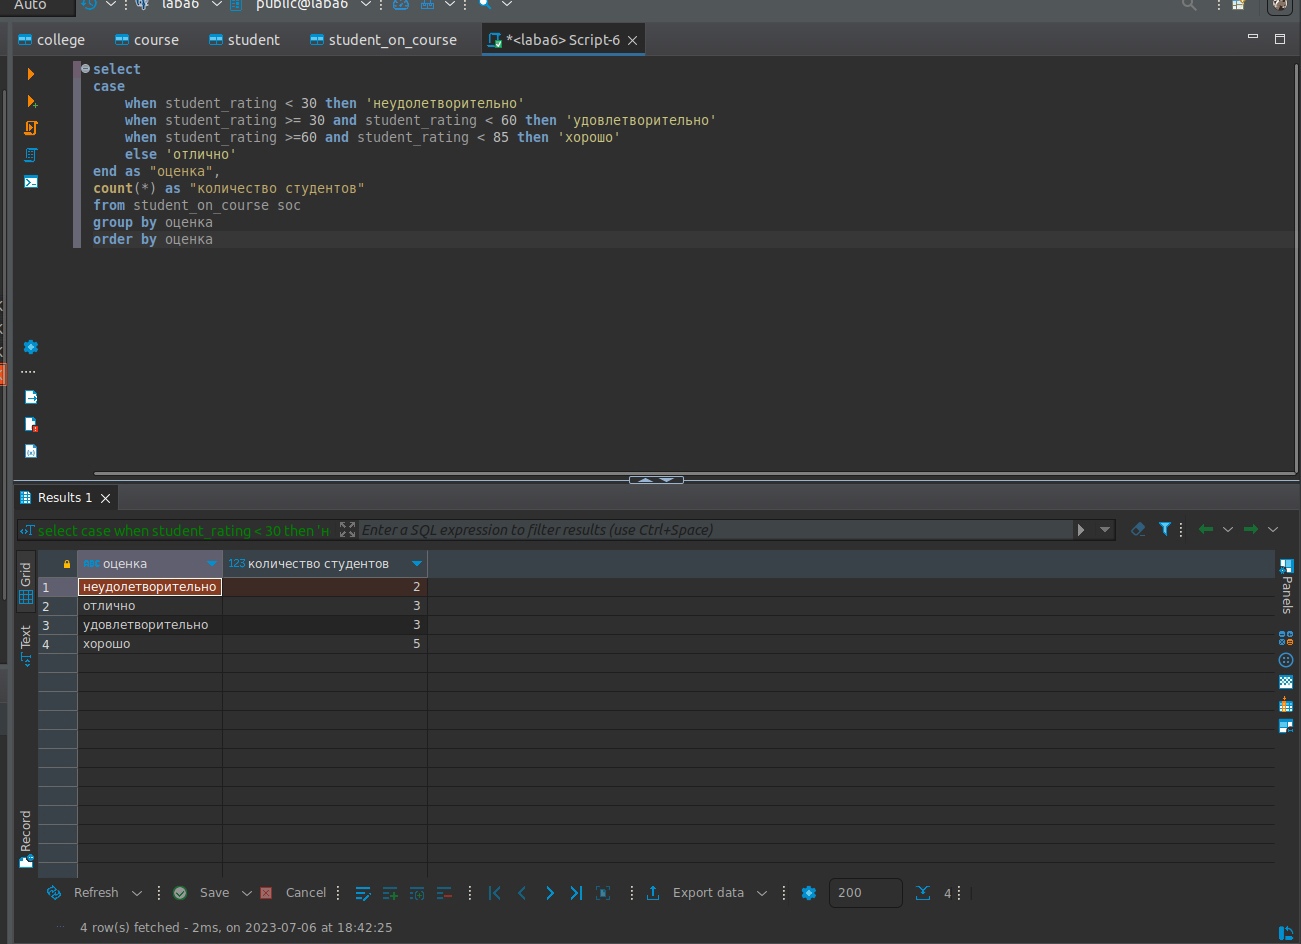 Auto laba6 public@laba6
college course student student_on_course *<laba6> Script-6
select
case
when student_rating < 30 then 'неудолетворительно'
when student_rating >= 30 and student_rating < 60 then 'удовлетворительно'
when student_rating >=60 and student_rating < 85 then 'хорошо'
else 'отлично'
end as "оценка",
count(*) as "количество студентов"
from student_on_course soc
group by оценка
order by оценка
Results 1
select case when student_rating < 30 then 'н Enter a SQL expression to filter results (use Ctrl+Space)
Grid
Text
Record
оценка 123 количество студентов
1 неудолетворительно 2
2 отлично 3
3 удовлетворительно 3
4 хорошо 5
Panels
Refresh Save Cancel Export data 200 4
4 row(s) fetched - 2ms, on 2023-07-06 at 18:42:25